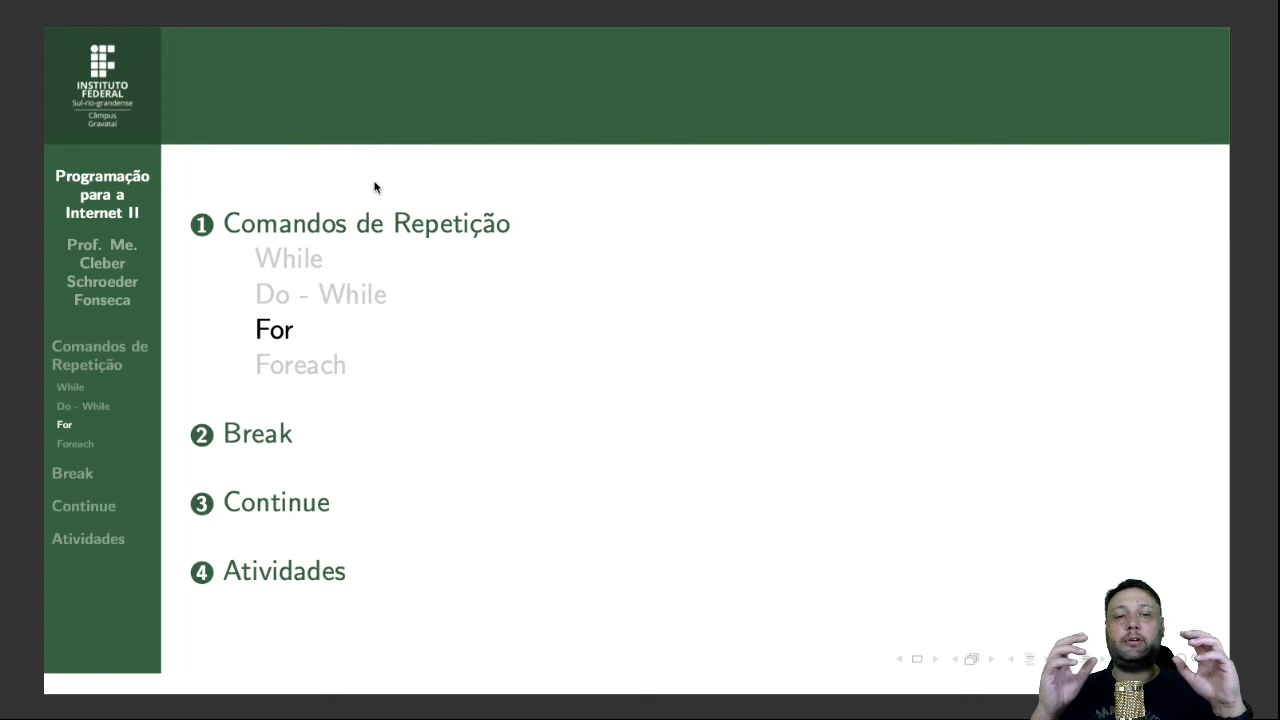 INSTITUTO
FEDERAL
Sul-rio-grandense
Câmpus
Gravataí
Programação
para a
Internet II
Prof. Me.
Cleber
Schroeder
Fonseca
Comandos de
Repetição
While
Do - While
For
Foreach
Break
Continue
Atividades
1 Comandos de Repetição
While
Do - While
For
Foreach
2 Break
3 Continue
4 Atividades